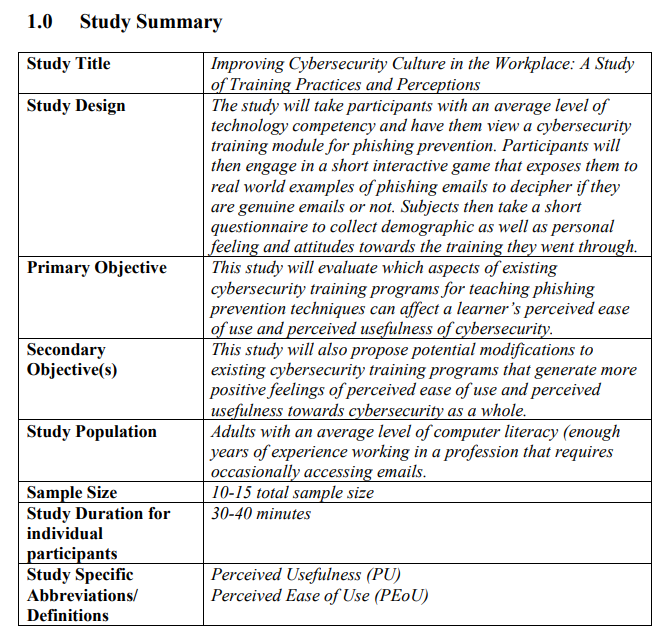 1.0 Study Summary
Study Title
Improving Cybersecurity Culture in the Workplace: A Study
of Training Practices and Perceptions
Study Design
The study will take participants with an average level of
technology competency and have them view a cybersecurity
training module for phishing prevention. Participants will
then engage in a short interactive game that exposes them to
real world examples of phishing emails to decipher if they
are genuine emails or not. Subjects then take a short
questionnaire to collect demographic as well as personal
feeling and attitudes towards the training they went through.
Primary Objective
This study will evaluate which aspects of existing
cybersecurity training programs for teaching phishing
prevention techniques can affect a learner's perceived ease
of use and perceived usefulness of cybersecurity.
Secondary
Objective(s)
This study will also propose potential modifications to
existing cybersecurity training programs that generate more
positive feelings of perceived ease of use and perceived
usefulness towards cybersecurity as a whole.
Study Population
Adults with an average level of computer literacy (enough
years of experience working in a profession that requires
occasionally accessing emails.
Sample Size
10-15 total sample size
Study Duration for
individual
participants
30-40 minutes
Study Specific
Abbreviations/
Definitions
Perceived Usefulness (PU)
Perceived Ease of Use (PEoU)